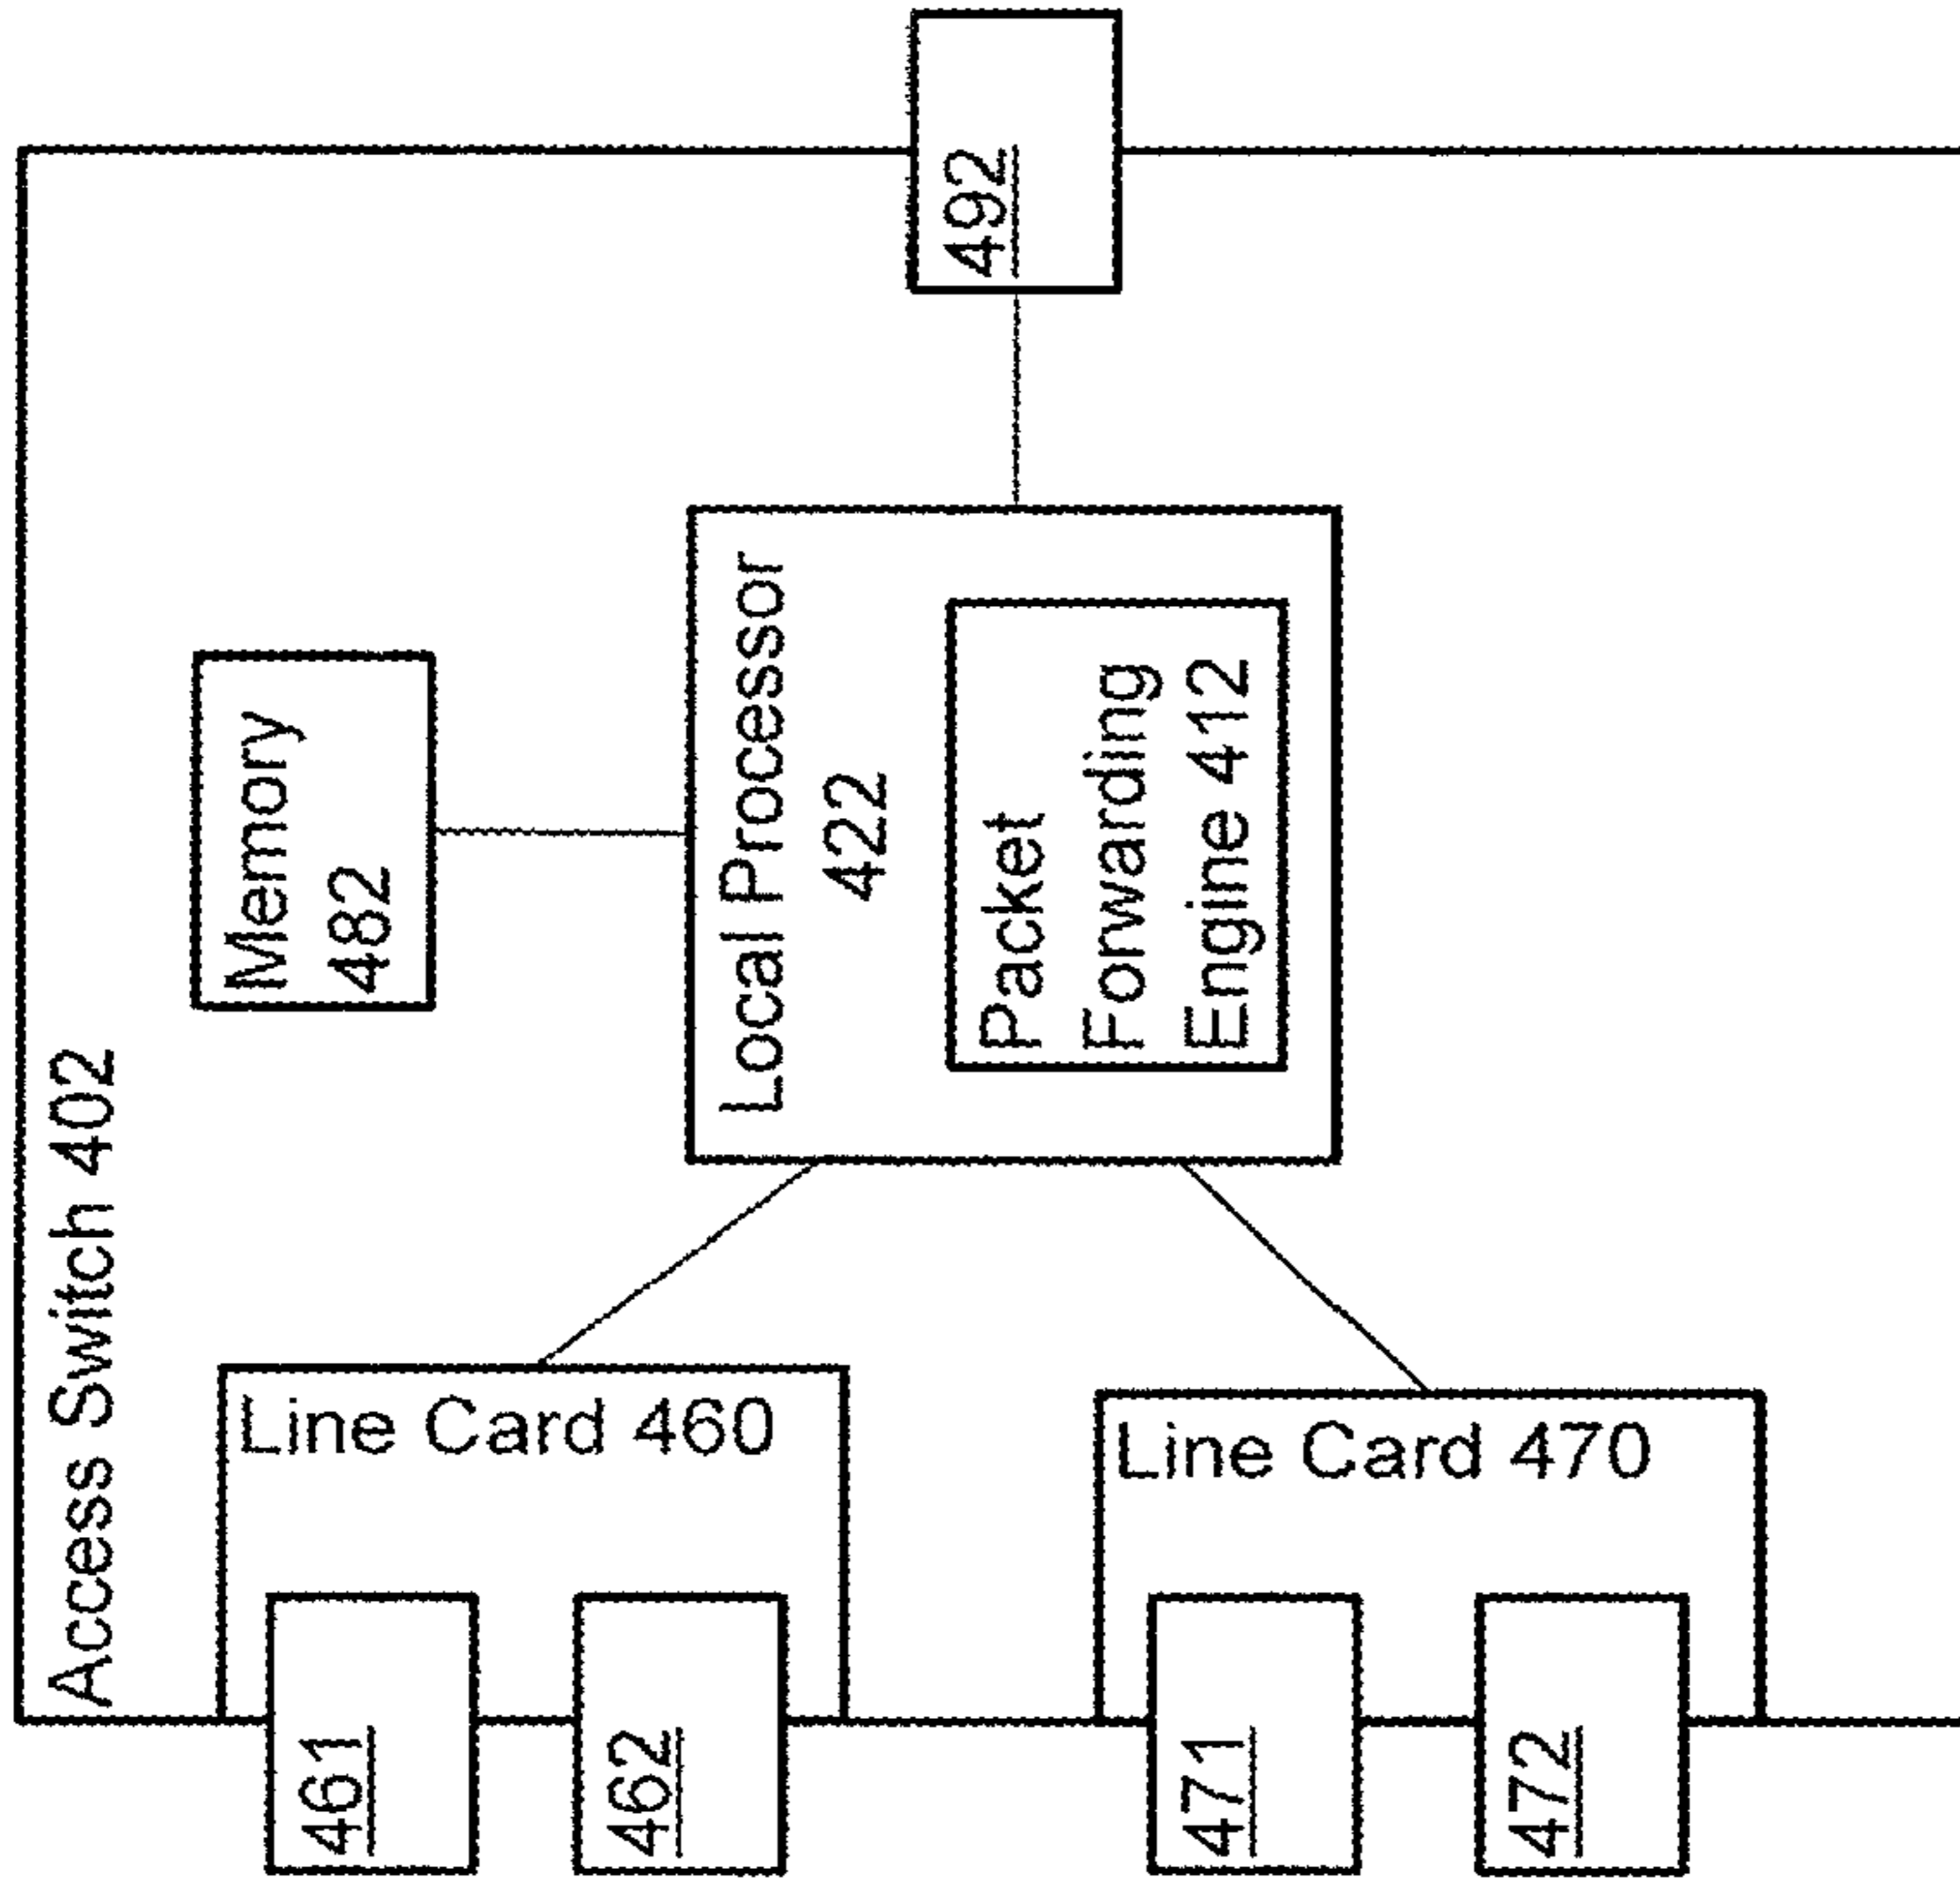 Access Switch 402
Memory
482
Local Processor
422
Packet
Forwarding
Engine 412
492
Line Card 460
461
462
Line Card 470
471
472